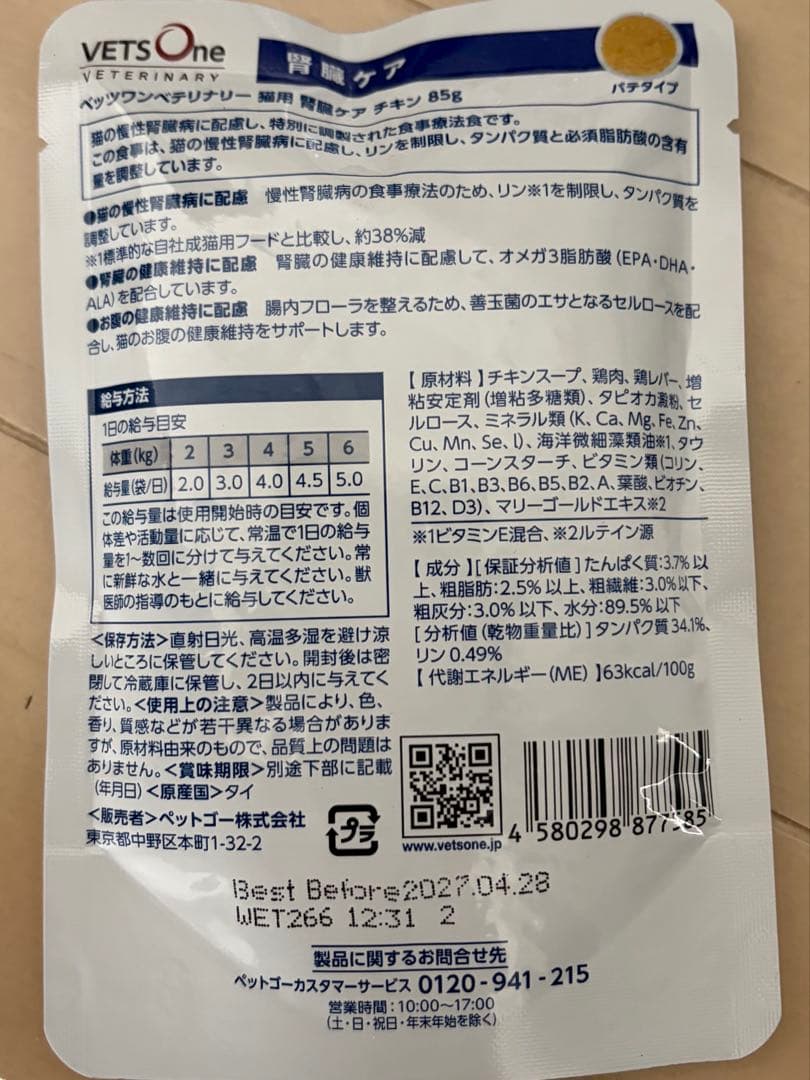 VETSOne
VETERINARY
腎臓ケア
パテタイプ
ベッツワンベテリナリー 猫用 腎臓ケア チキン 85g
猫の慢性腎臓病に配慮し、特別に調製された食事療法食です。
この食事は、猫の慢性腎臓病に配慮し、リンを制限し、タンパク質と必須脂肪酸の含有
量を調整しています。
●猫の慢性腎臓病に配慮 慢性腎臓病の食事療法のため、リン※1を制限し、タンパク質を
調整しています。
※1標準的な自社成猫用フードと比較し、約38%減
●腎臓の健康維持に配慮 腎臓の健康維持に配慮して、オメガ3脂肪酸(EPA・DHA・
ALA)を配合しています。
●お腹の健康維持に配慮 腸内フローラを整えるため、善玉菌のエサとなるセルロースを配
合し、猫のお腹の健康維持をサポートします。
給与方法
1日の給与目安
体重(kg) 2 3 4 5 6
給与量(袋/日) 2.0 3.0 4.0 4.5 5.0
この給与量は使用開始時の目安です。個
体差や活動量に応じて、常温で1日の給与
量を1〜数回に分けて与えてください。常
に新鮮な水と一緒に与えてください。獣
医師の指導のもとに給与してください。
<保存方法>直射日光、高温多湿を避け涼
しいところに保管してください。開封後は密
閉して冷蔵庫に保管し、2日以内に与えてく
ださい。<使用上の注意>製品により、色、
香り、質感などが若干異なる場合がありま
すが、原材料由来のもので、品質上の問題は
ありません。<賞味期限>別途下部に記載
(年月日)<原産国>タイ
<販売者>ペットゴー株式会社
東京都中野区本町1-32-2
プラ
【 原材料 】チキンスープ、鶏肉、鶏レバー、増
粘安定剤(増粘多糖類)、タピオカ澱粉、セ
ルロース、ミネラル類(K、Ca、Mg、Fe、Zn、
Cu、Mn、Se、I)、海洋微細藻類油※1、タウ
リン、コーンスターチ、ビタミン類(コリン、
E、C、B1、B3、B6、B5、B2、A、葉酸、ビオチン、
B12、D3)、マリーゴールドエキス※2
※1ビタミンE混合、※2ルテイン源
【 成分 】[保証分析値]たんぱく質:3.7%以
上、粗脂肪:2.5%以上、粗繊維:3.0%以下、
粗灰分:3.0%以下、水分:89.5%以下
[分析値(乾物重量比)]タンパク質34.1%、
リン0.49%
【 代謝エネルギー(ME) 】63kcal/100g
www.vetsone.jp
4 580298 877385
Best Before2027.04.28
WET266 12:31 2
製品に関するお問合せ先
ペットゴーカスタマーサービス 0120-941-215
営業時間:10:00〜17:00
(土・日・祝日・年末年始を除く)